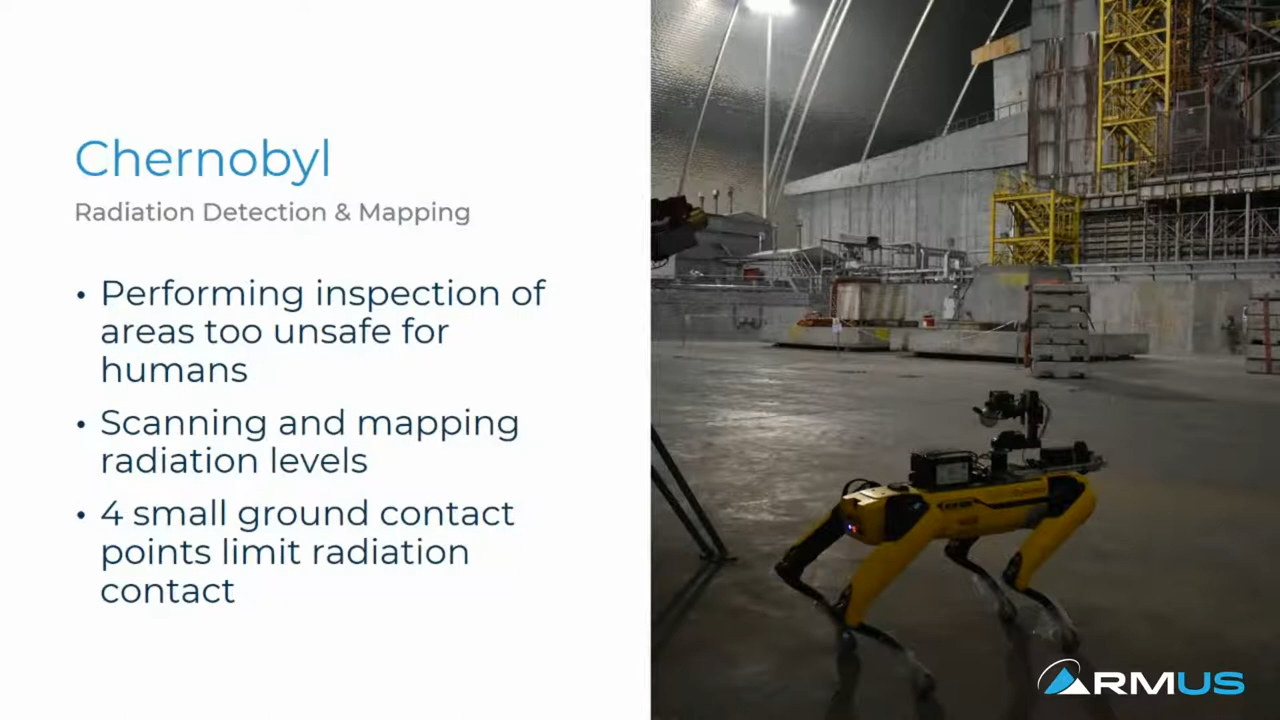 Chernobyl
Radiation Detection & Mapping
• Performing inspection of
areas too unsafe for
humans
• Scanning and mapping
radiation levels
• 4 small ground contact
points limit radiation
contact
ARMUS